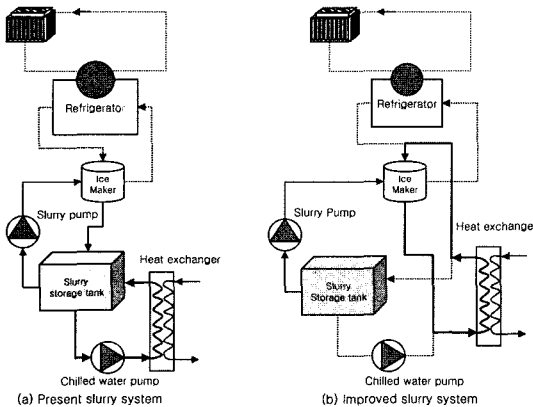 Refrigerator
Ice
Maker
Slurry pump
Heat exchanger
Slurry
storage tank
Chilled water pump
(a) Present slurry system
Refrigerator
Ice
Maker
Slurry Pump
Heat exchange
Slurry
Storage tank
Chilled water pump
(b) Improved slurry system